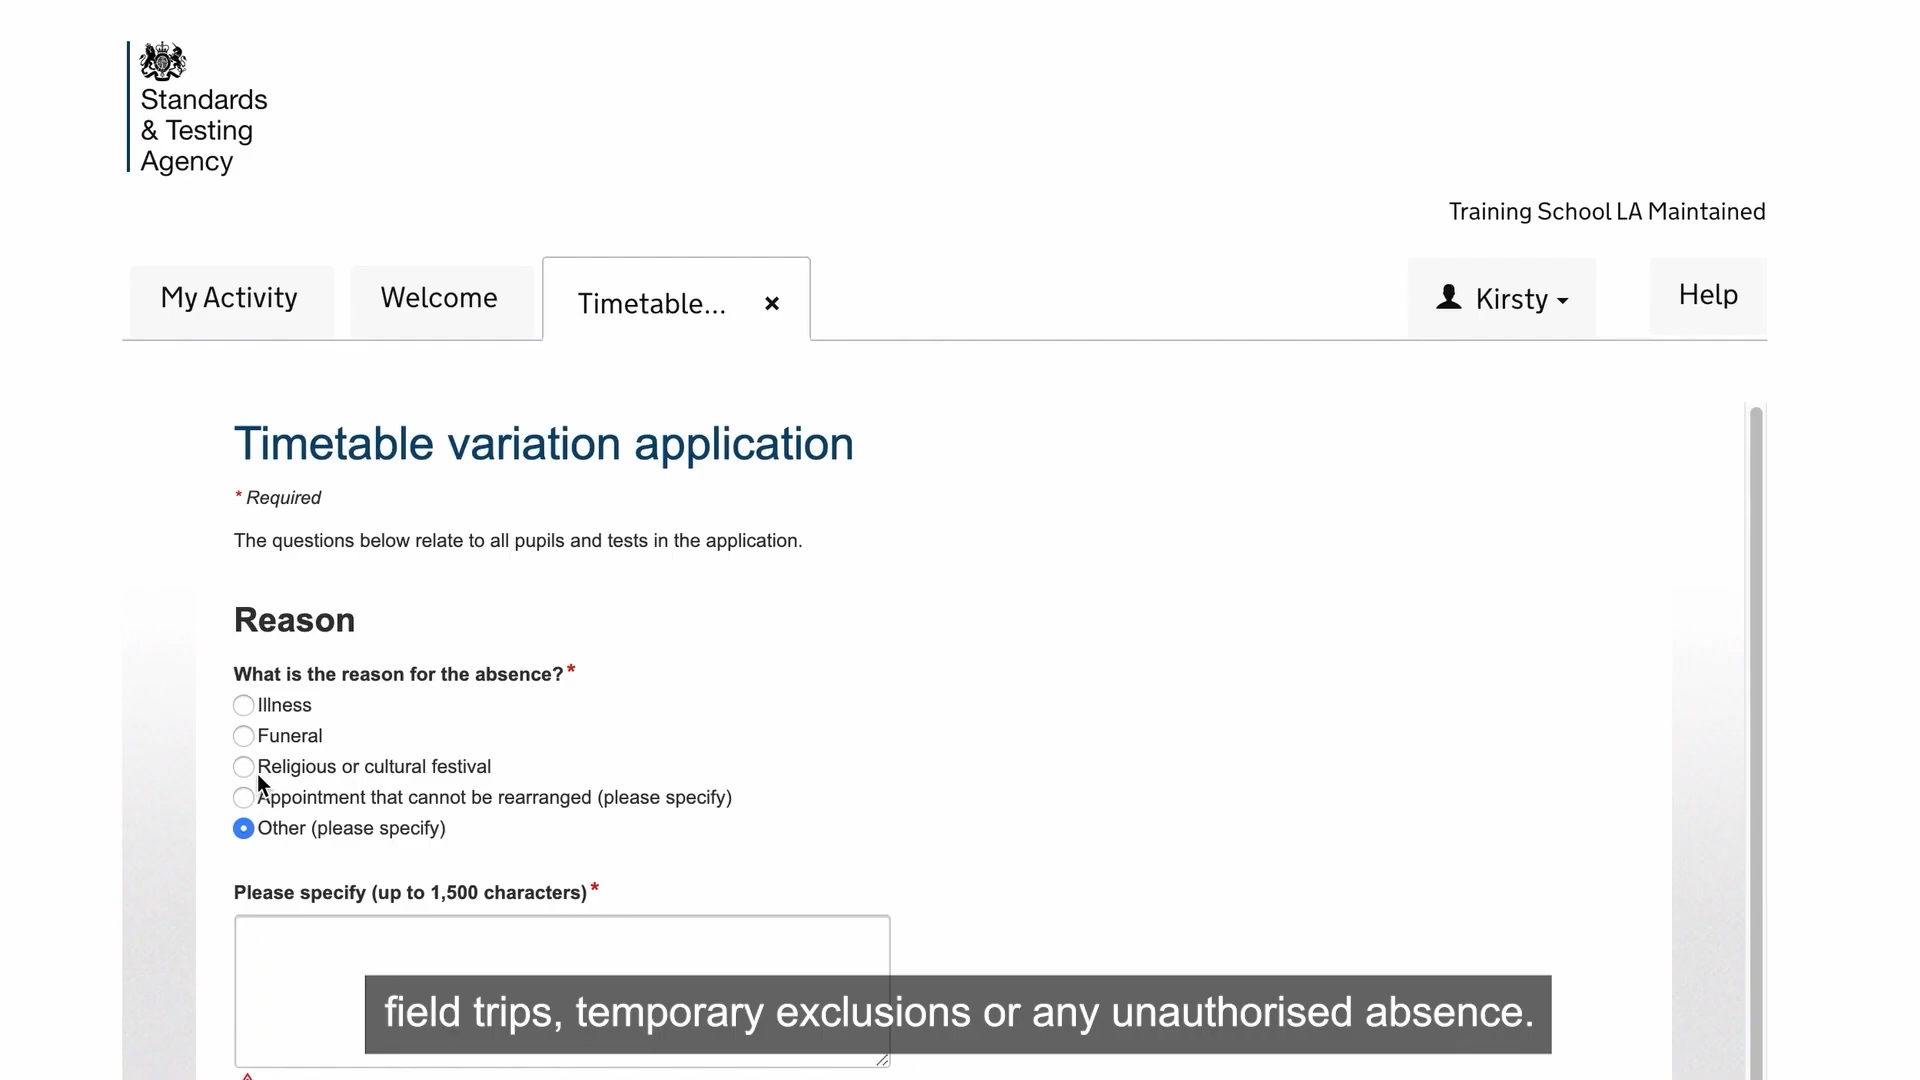 Standards
& Testing
Agency
Training School LA Maintained
My Activity
Welcome
Timetable... ×
Kirsty
Help
Timetable variation application
* Required
The questions below relate to all pupils and tests in the application.
Reason
What is the reason for the absence?*
Illness
Funeral
Religious or cultural festival
Appointment that cannot be rearranged (please specify)
Other (please specify)
Please specify (up to 1,500 characters)*
field trips, temporary exclusions or any unauthorised absence.